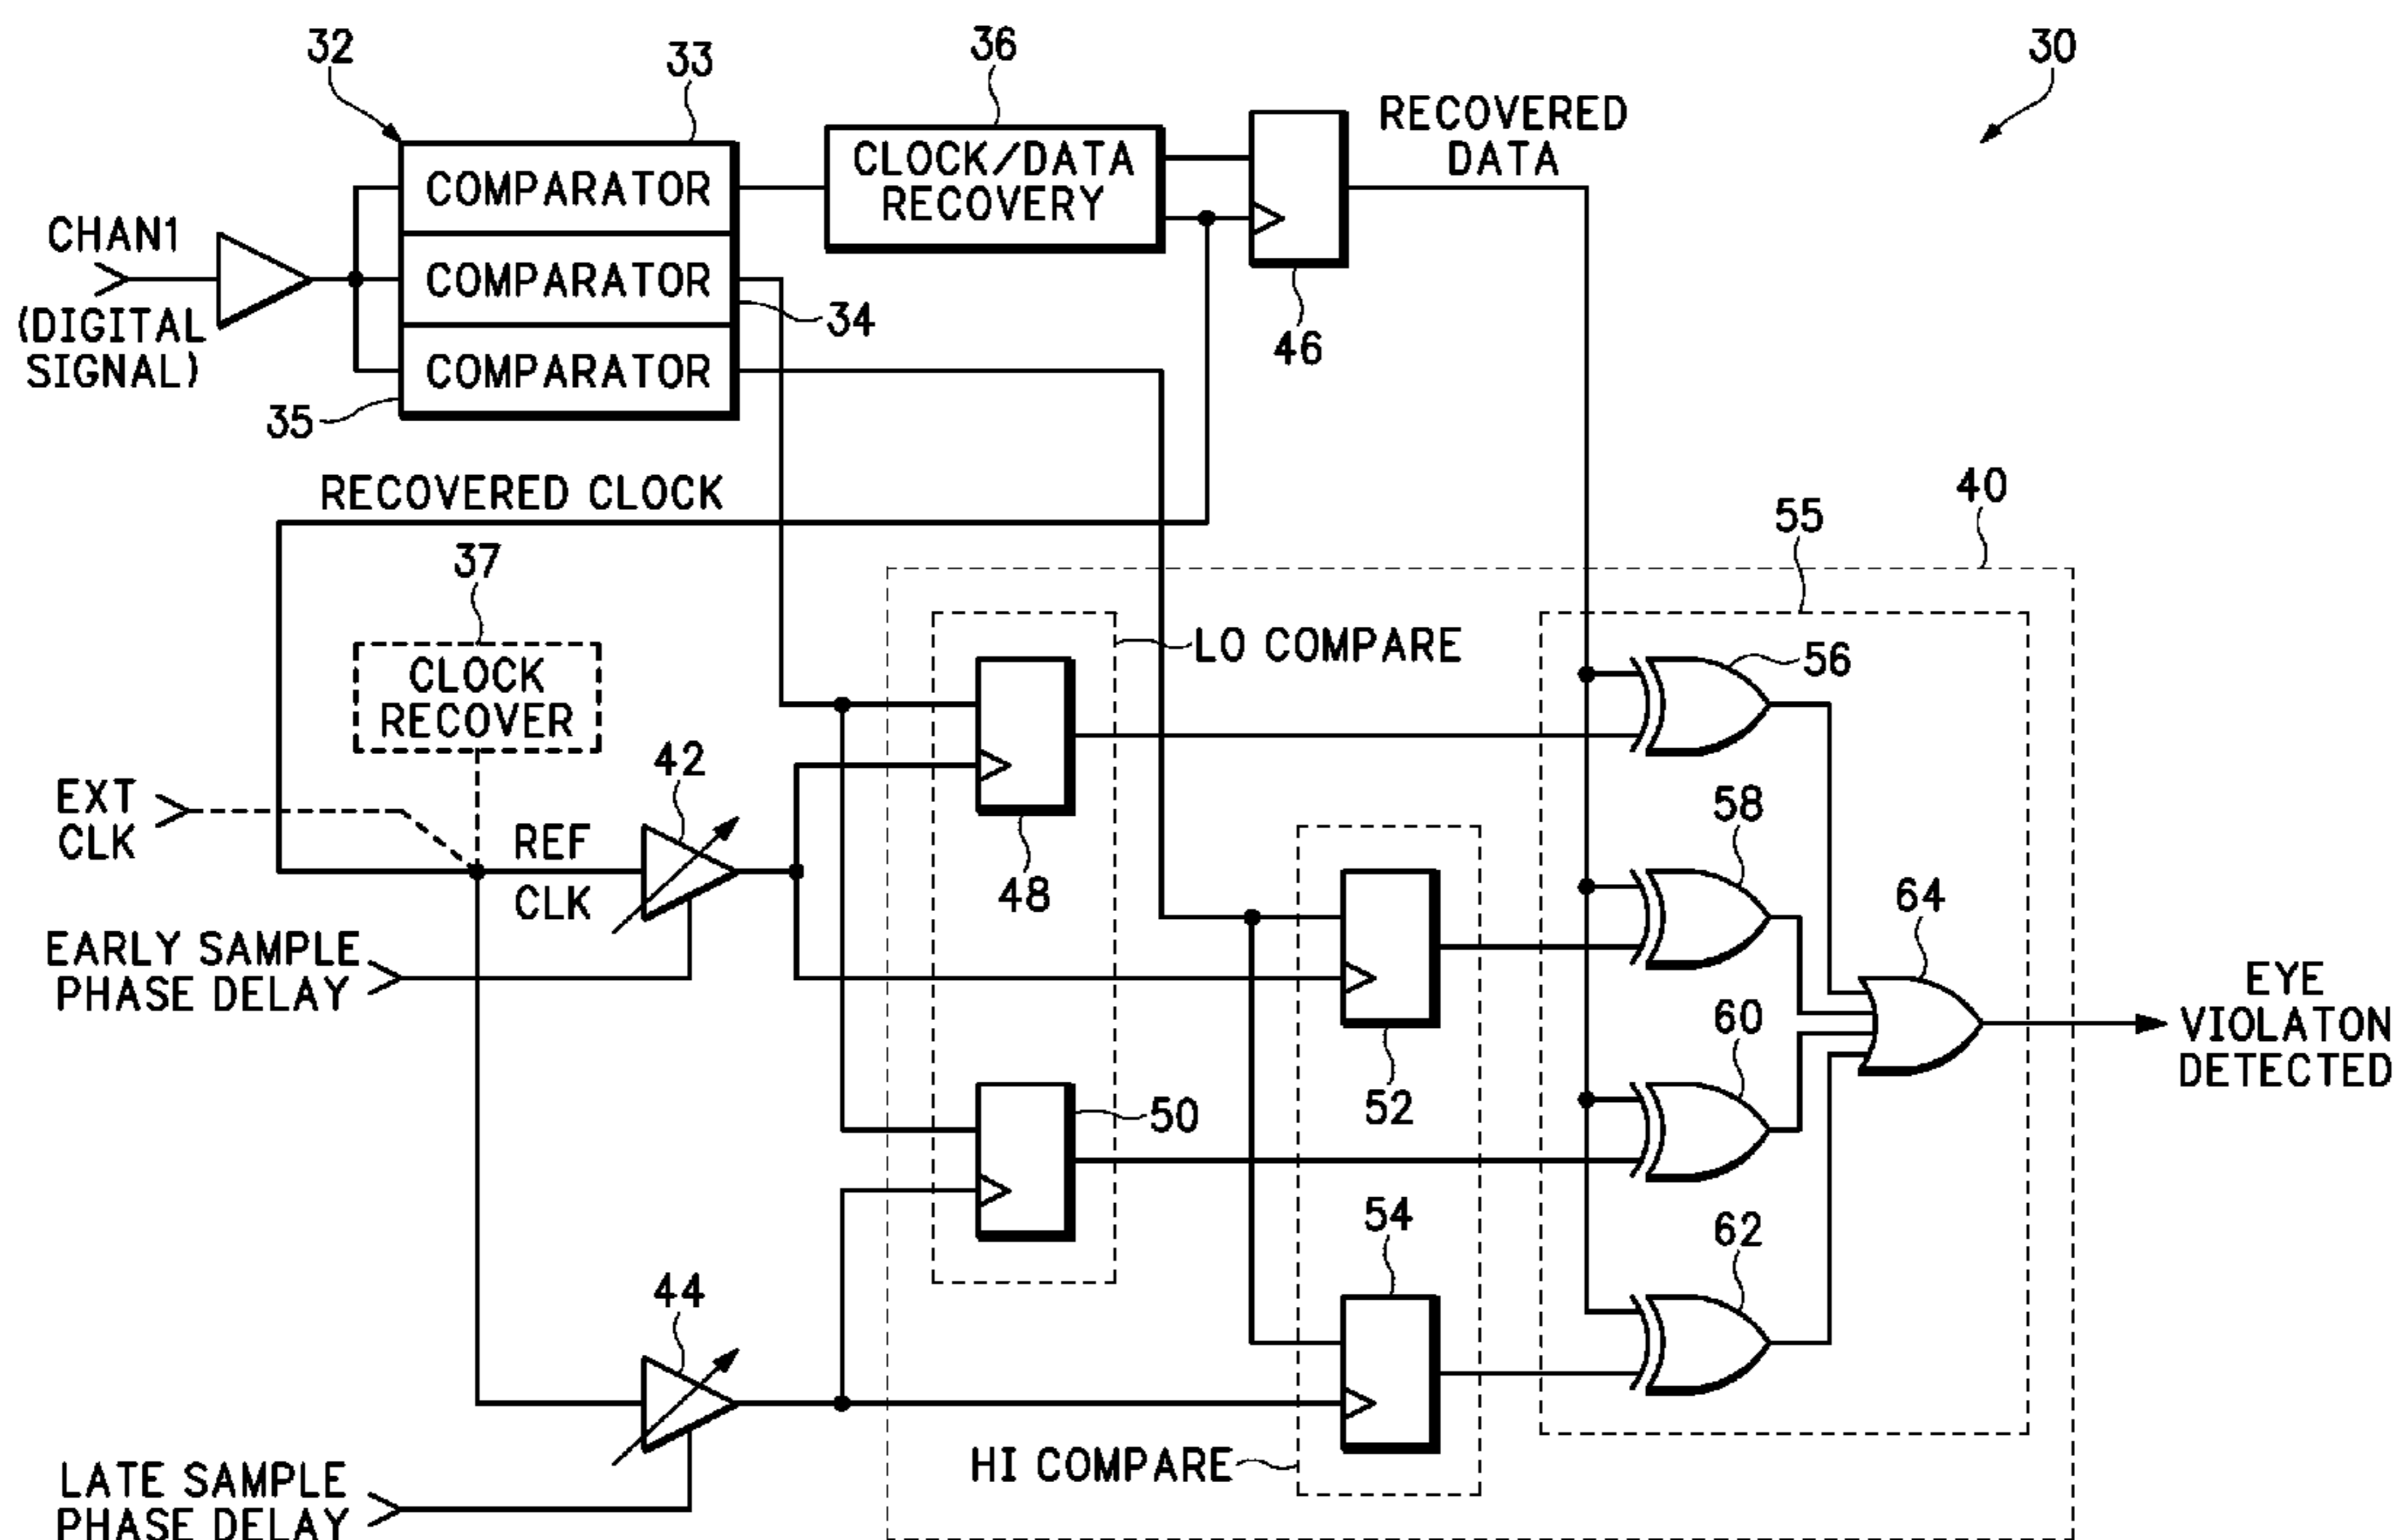 32
33
36
30
COMPARATOR
COMPARATOR
COMPARATOR
CLOCK/DATA
RECOVERY
RECOVERED
DATA
CHAN1
(DIGITAL
SIGNAL)
34
35
46
RECOVERED CLOCK
40
55
37
CLOCK
RECOVER
LO COMPARE
56
42
EXT
CLK
REF
CLK
48
58
64
EARLY SAMPLE
PHASE DELAY
EYE
VIOLATON
DETECTED
60
52
50
54
62
44
HI COMPARE
LATE SAMPLE
PHASE DELAY